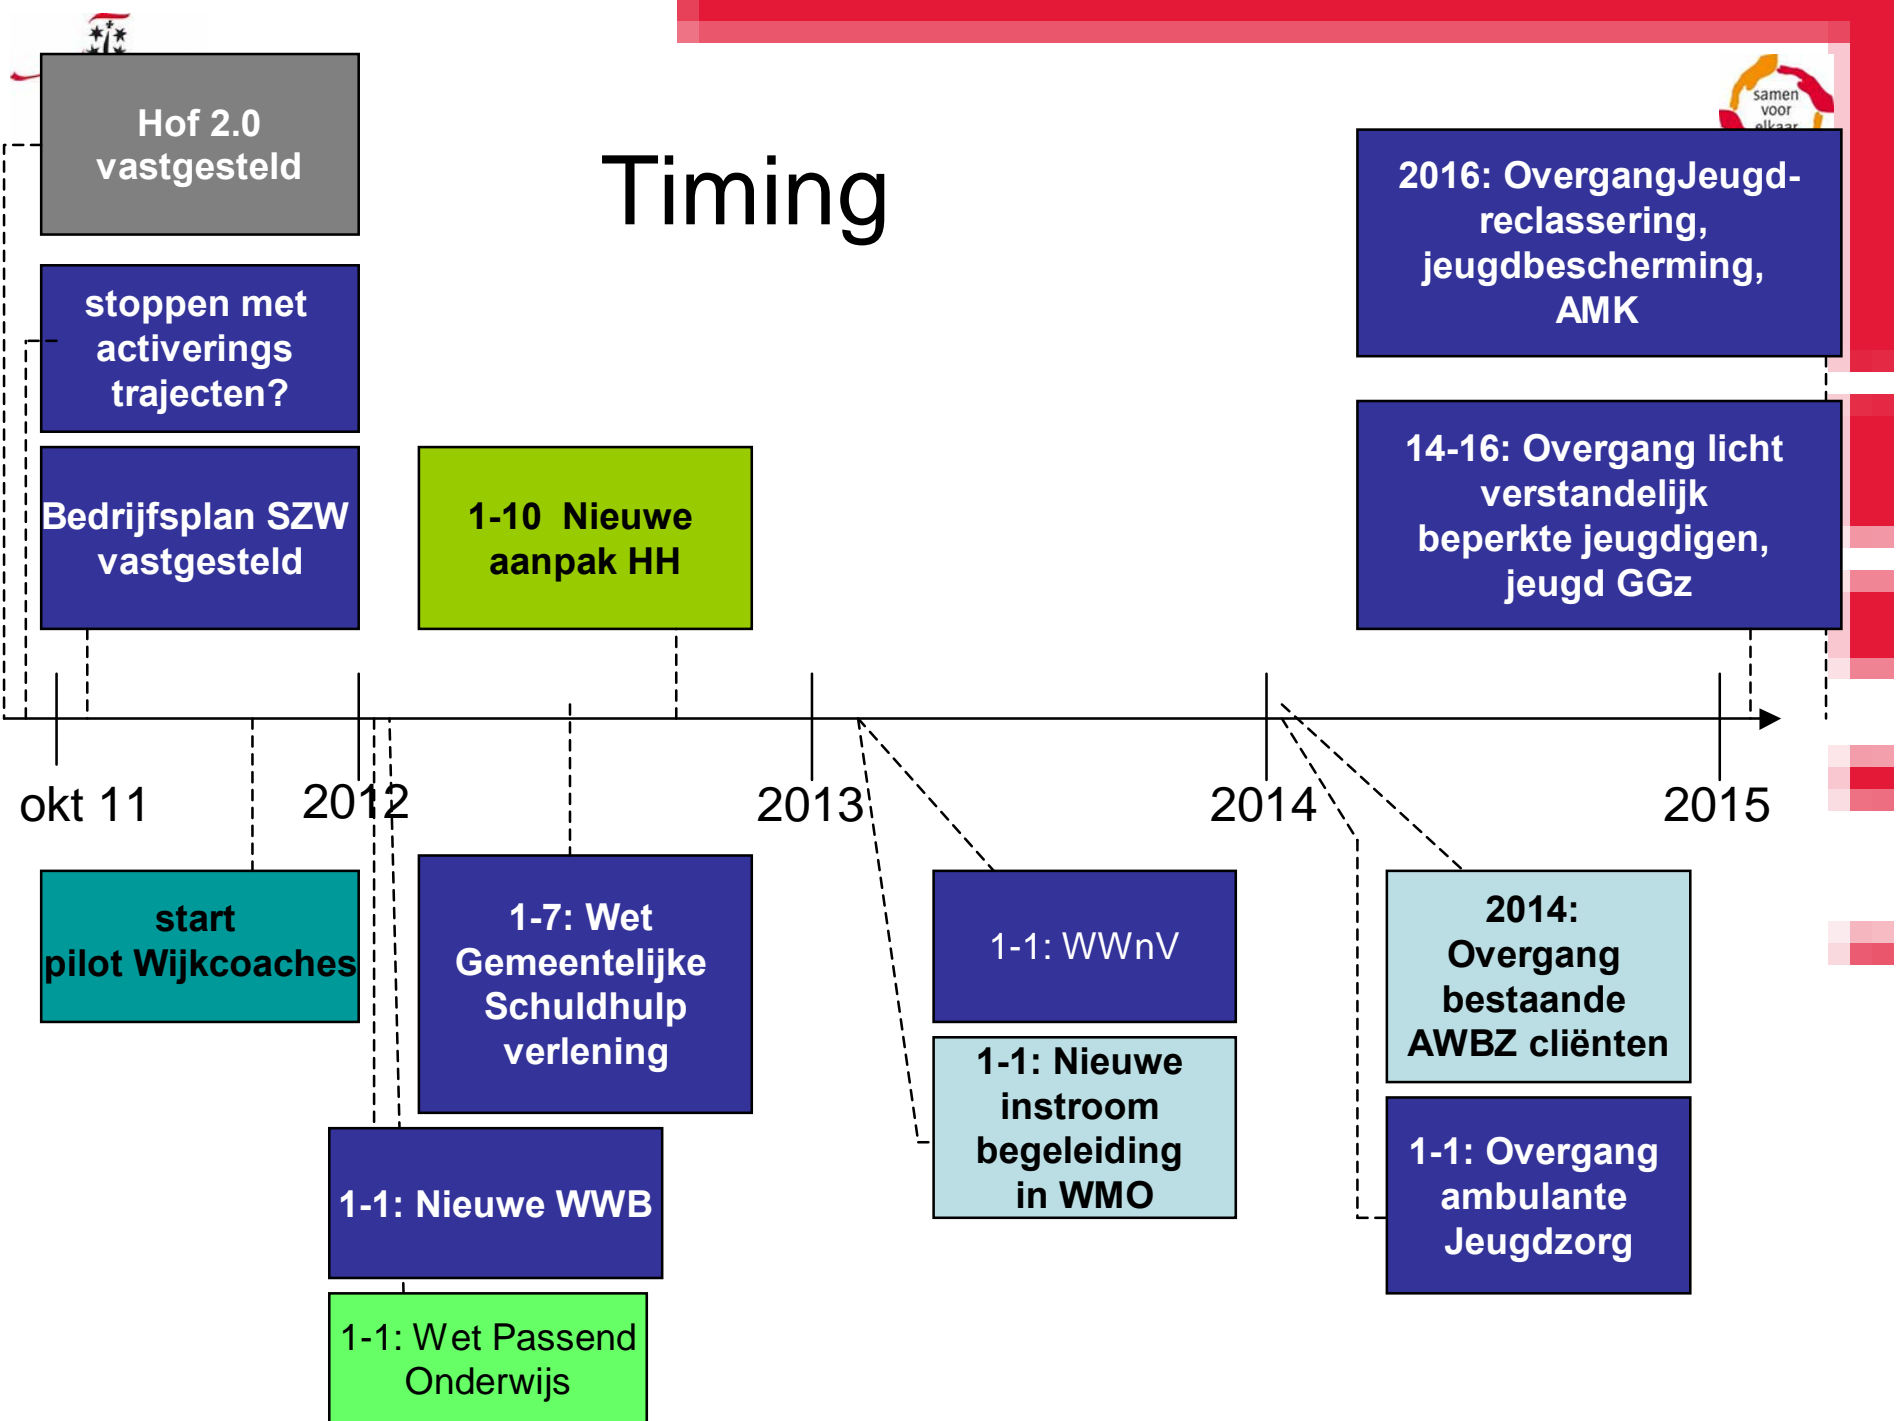 Hof 2.0
vastgesteld
samen
voor
elkaar
Timing
2016: OvergangJeugd-
reclassering,
jeugdbescherming,
AMK
stoppen met
activerings
trajecten?
14-16: Overgang licht
verstandelijk
beperkte jeugdigen,
jeugd GGz
Bedrijfsplan SZW
vastgesteld
1-10 Nieuwe
aanpak HH
okt 11
2012
2013
2014
2015
start
pilot Wijkcoaches
1-7: Wet
Gemeentelijke
Schuldhulp
verlening
1-1: WWnV
2014:
Overgang
bestaande
AWBZ cliënten
1-1: Nieuwe
instroom
begeleiding
in WMO
1-1: Overgang
ambulante
Jeugdzorg
1-1: Nieuwe WWB
1-1: Wet Passend
Onderwijs